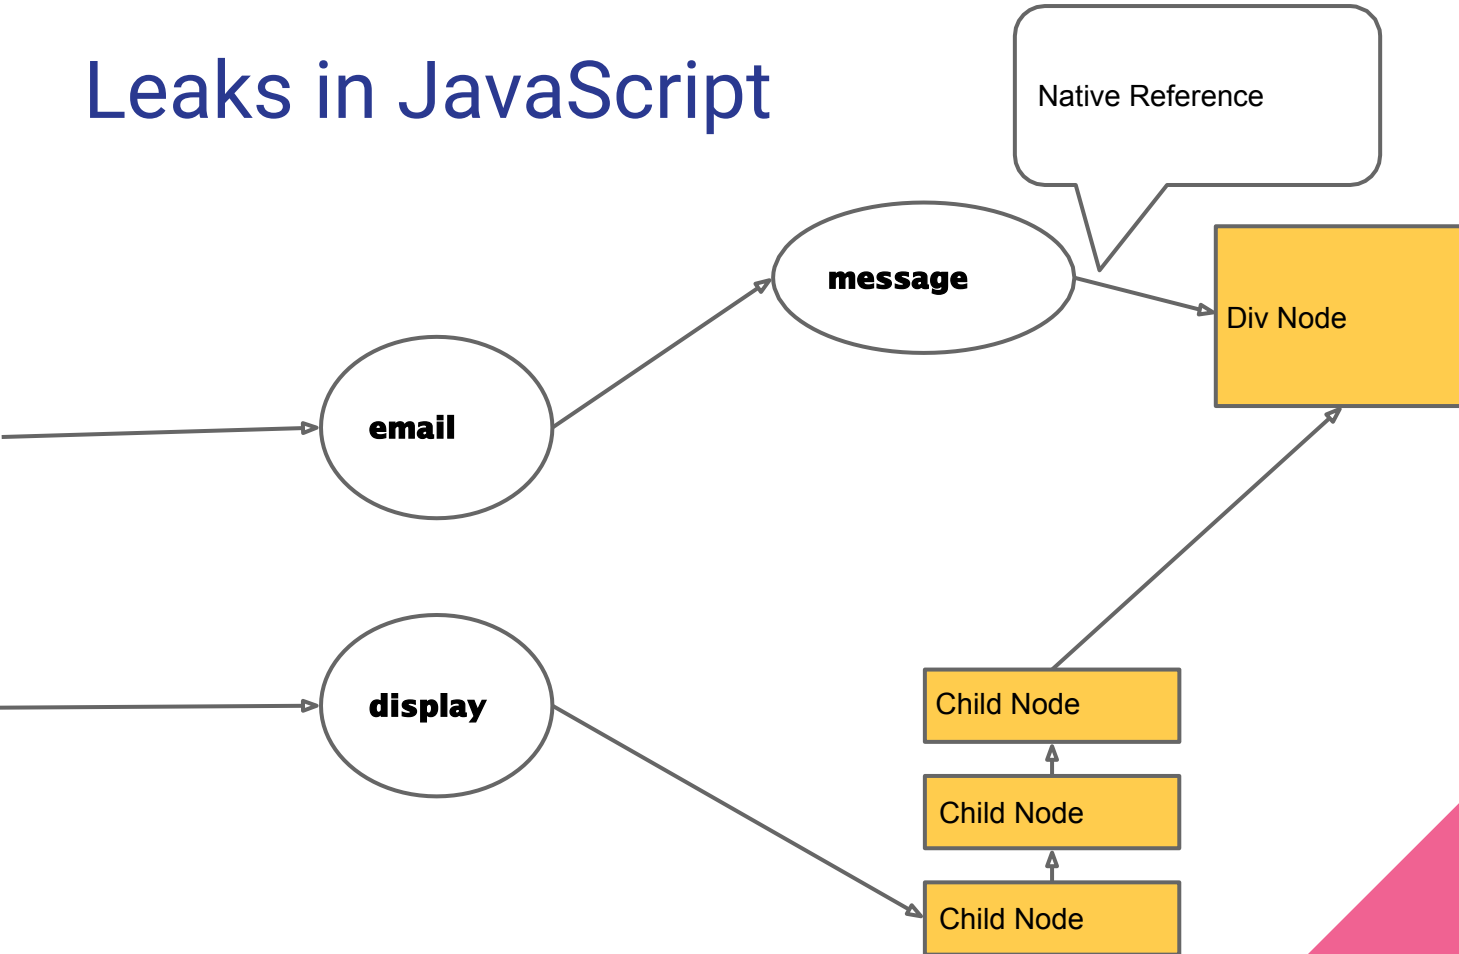 Leaks in JavaScript
Native Reference
message
Div Node
email
display
Child Node
Child Node
Child Node